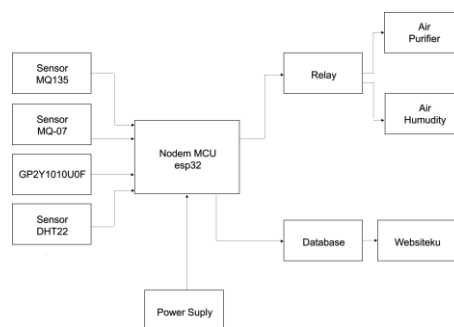 Sensor
MQ135
Sensor
MQ-07
GP2Y1010U0F
Sensor
DHT22
Nodem MCU
esp32
Power Suply
Relay
Air
Purifier
Air
Humudity
Database
Websiteku